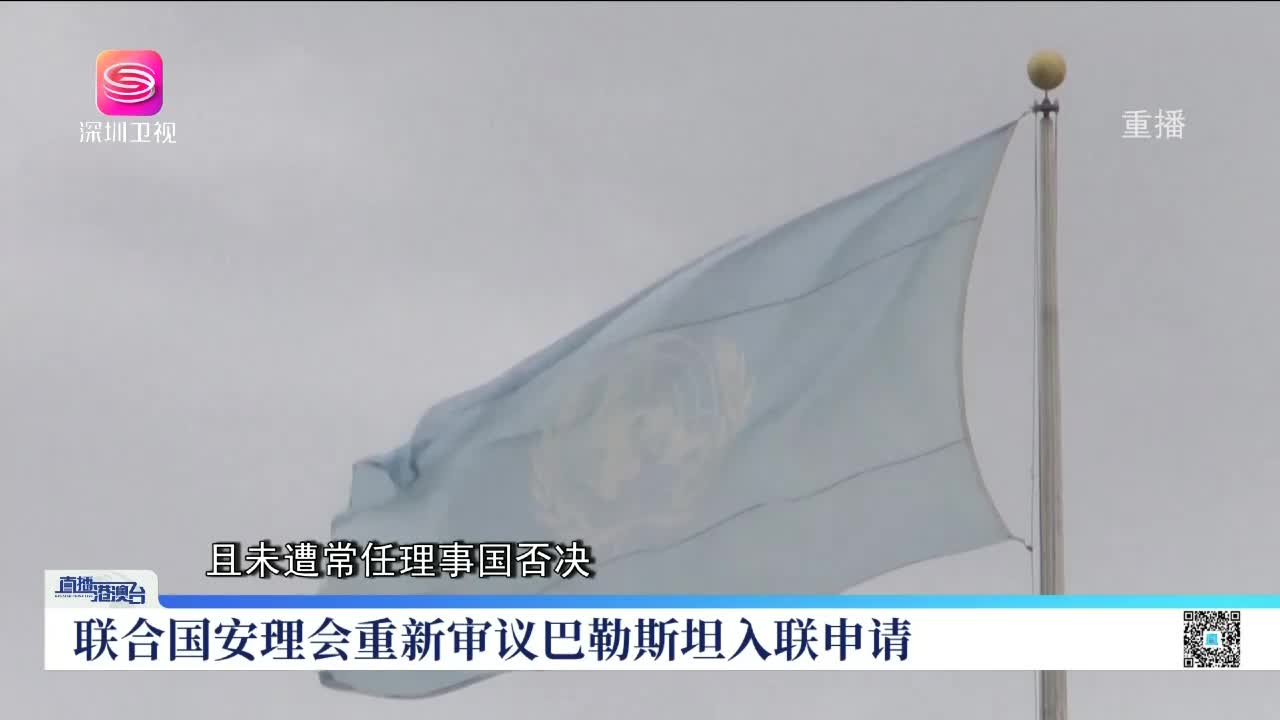 深圳卫视
重播
且未遭常任理事国否决
直播港澳台
联合国安理会重新审议巴勒斯坦入联申请